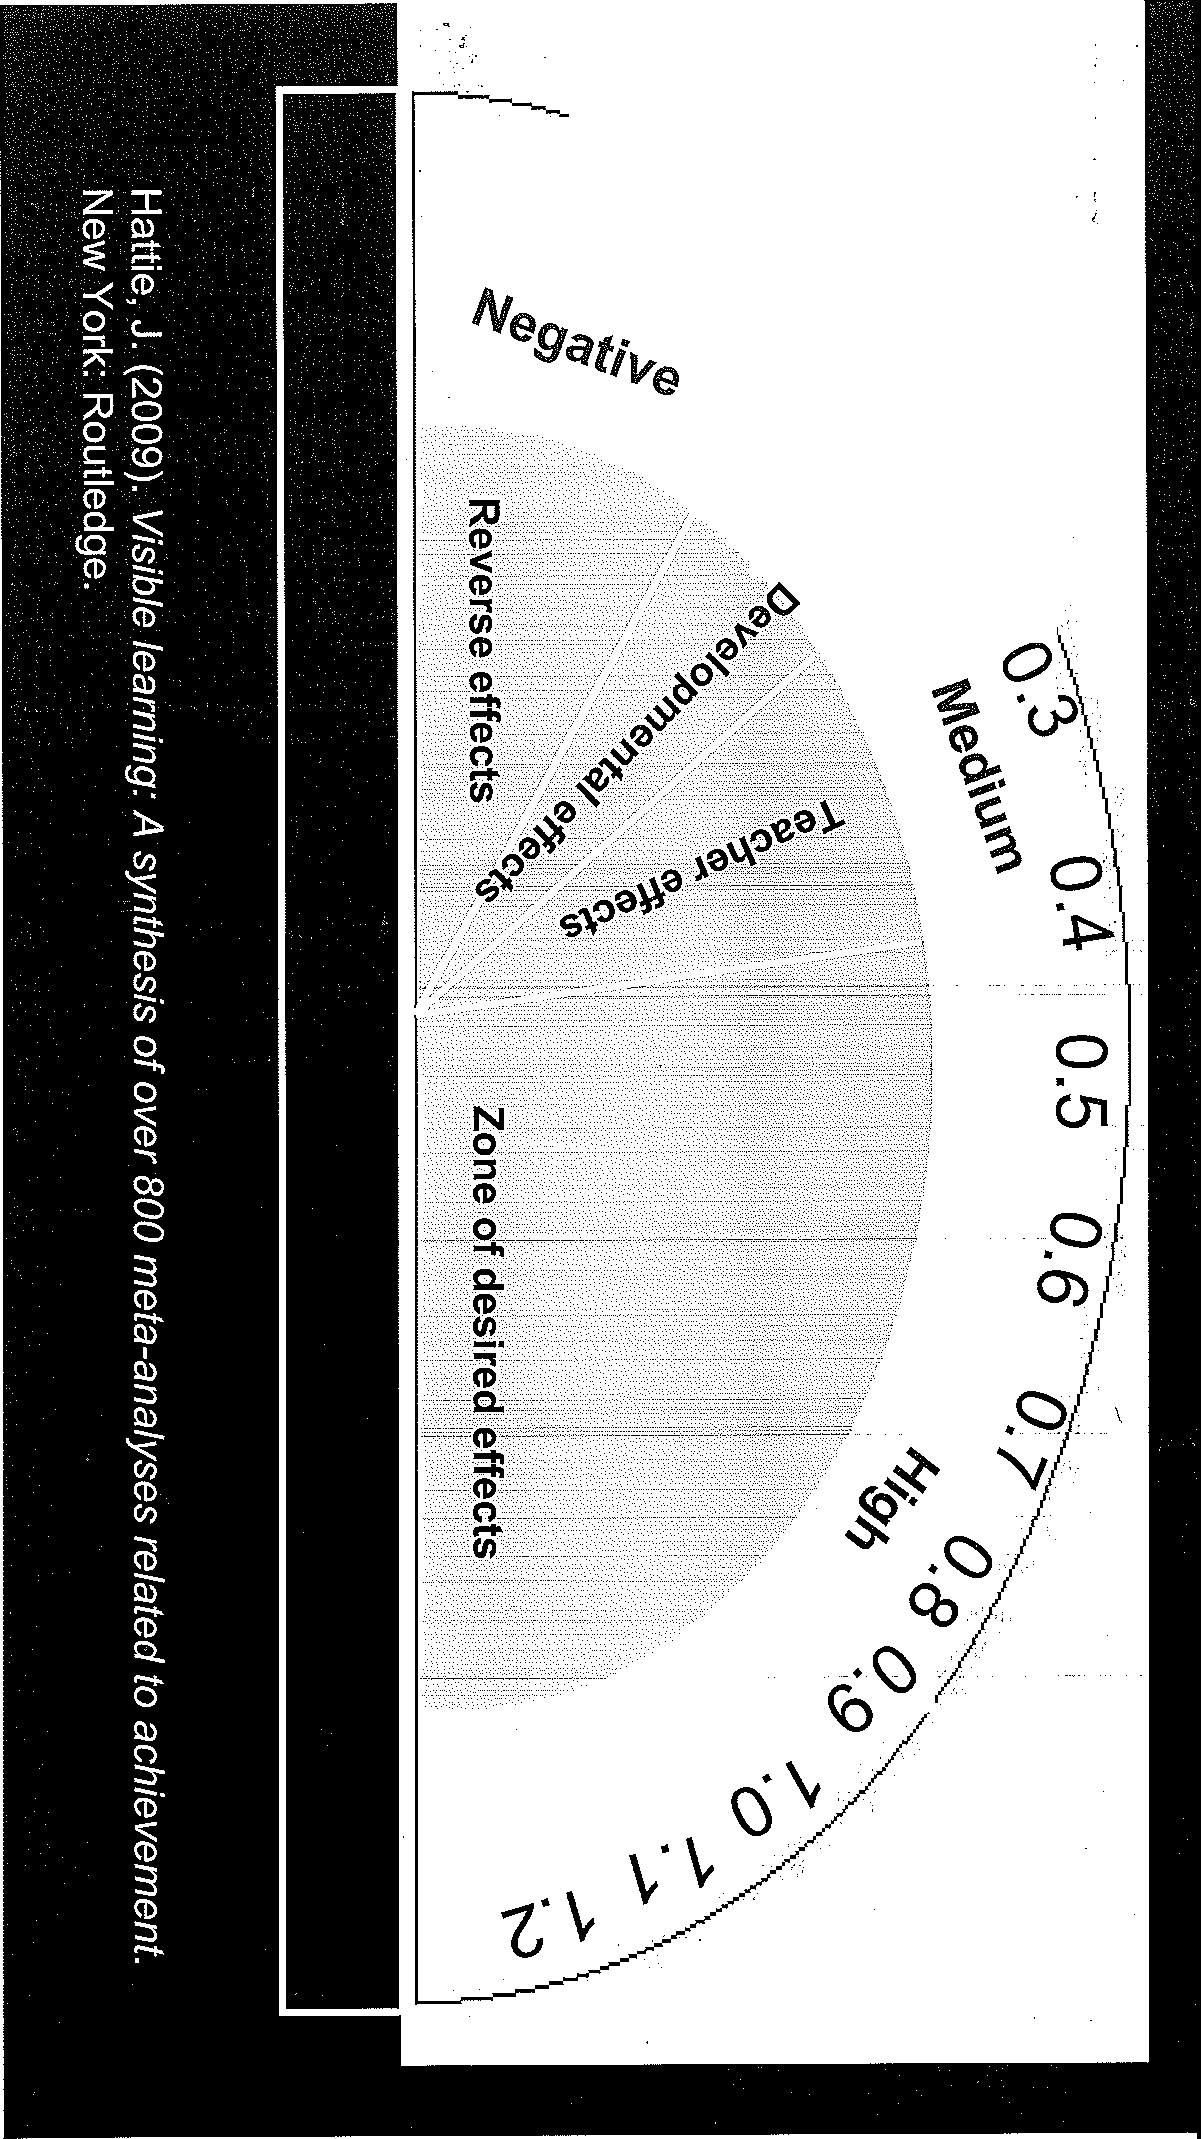 Negative
Medium
High
0.3
0.4
0.5
0.6
0.7
0.8
0.9
1.0
1.1
1.2
Reverse effects
Developmental effects
Teacher effects
Zone of desired effects
Hattie, J. (2009). Visible learning: A synthesis of over 800 meta-analyses related to achievement.
New York: Routledge.